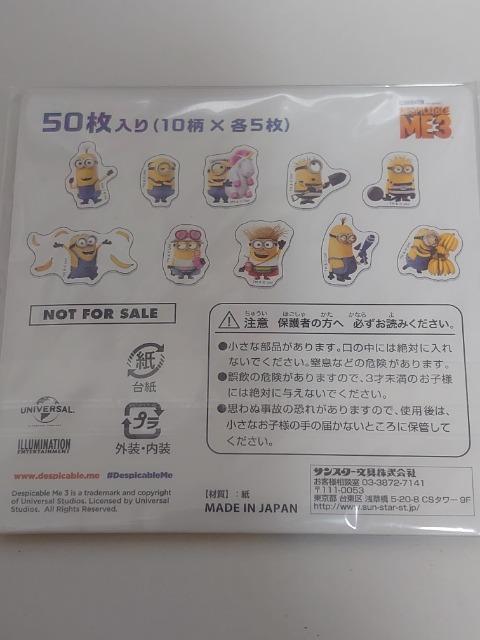 50枚入り(10柄×各5枚)
DESPICABLE
ME3
NOT FOR SALE
注意 保護者の方へ 必ずお読みください。
●小さな部品があります。口の中には絶対に入れ
ないでください。窒息などの危険があります。
●誤飲の危険がありますので、3才未満のお子様
には絶対に与えないでください。
●思わぬ事故の恐れがありますので、使用後は、
小さなお子様の手の届かないところに保管して
ください。
紙
台紙
プラ
外装・内装
UNIVERSAL
ILLUMINATION
ENTERTAINMENT
www.despicable.me #DespicableMe
Despicable Me 3 is a trademark and copyright
of Universal Studios. Licensed by Universal
Studios. All Rights Reserved.
【材質】:紙
MADE IN JAPAN
サンスター文具株式会社
お客様相談室 03-3872-7141
〒111-0053
東京都 台東区 浅草橋 5-20-8 CSタワー 9F
http://www.sun-star-st.jp/